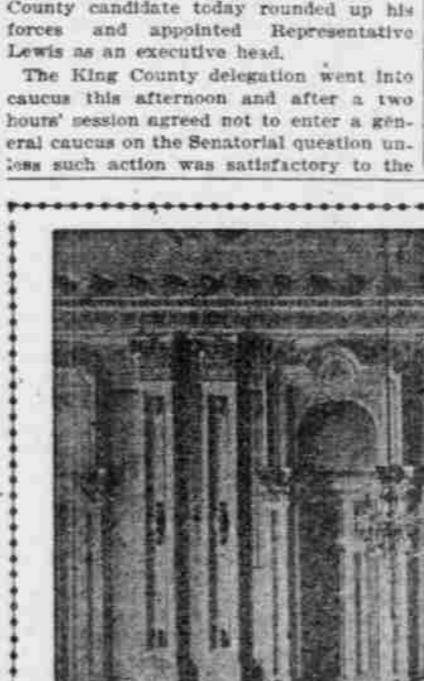 County candidate today rounded up his
forces and appointed Representative
Lewis as an executive head.
The King County delegation went into
caucus this afternoon and after a two
hours' session agreed not to enter a gen-
eral caucus on the Senatorial question un-
less such action was satisfactory to the